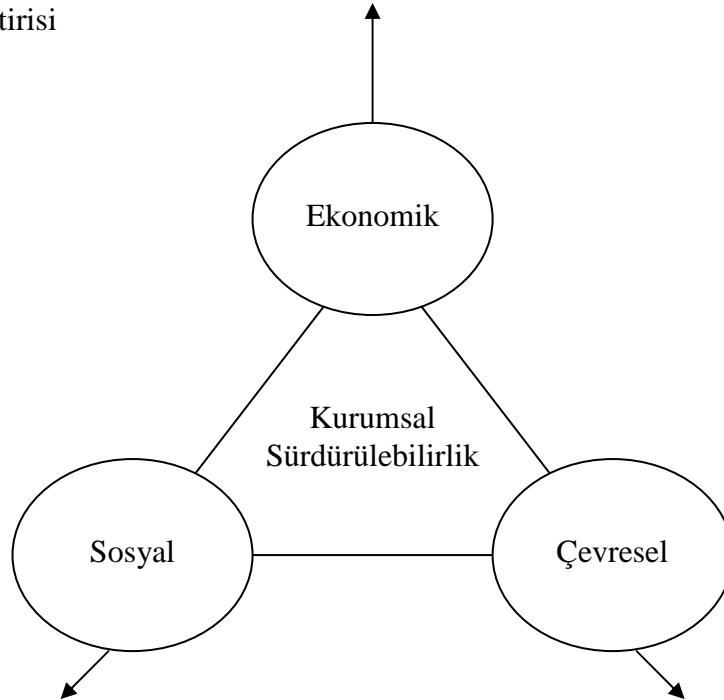 tirisi
Ekonomik
Kurumsal
Sürdürülebilirlik
Sosyal
Çevresel